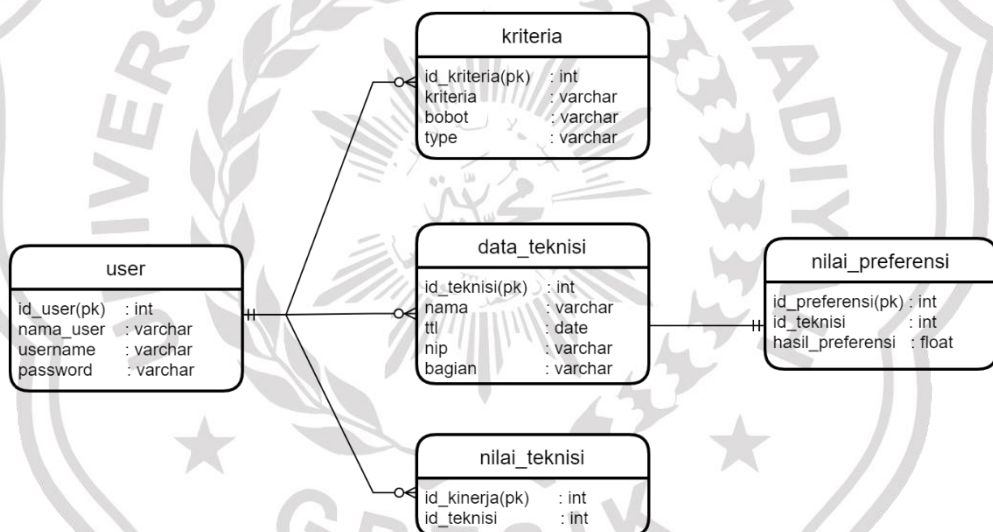 kriteria
id_kriteria(pk) : int
kriteria : varchar
bobot : varchar
type : varchar
user
id_user(pk) : int
nama_user : varchar
username : varchar
password : varchar
data_teknisi
id_teknisi(pk) : int
nama : varchar
ttl : date
nip : varchar
bagian : varchar
nilai_preferensi
id_preferensi(pk) : int
id_teknisi : int
hasil_preferensi : float
nilai_teknisi
id_kinerja(pk) : int
id_teknisi : int